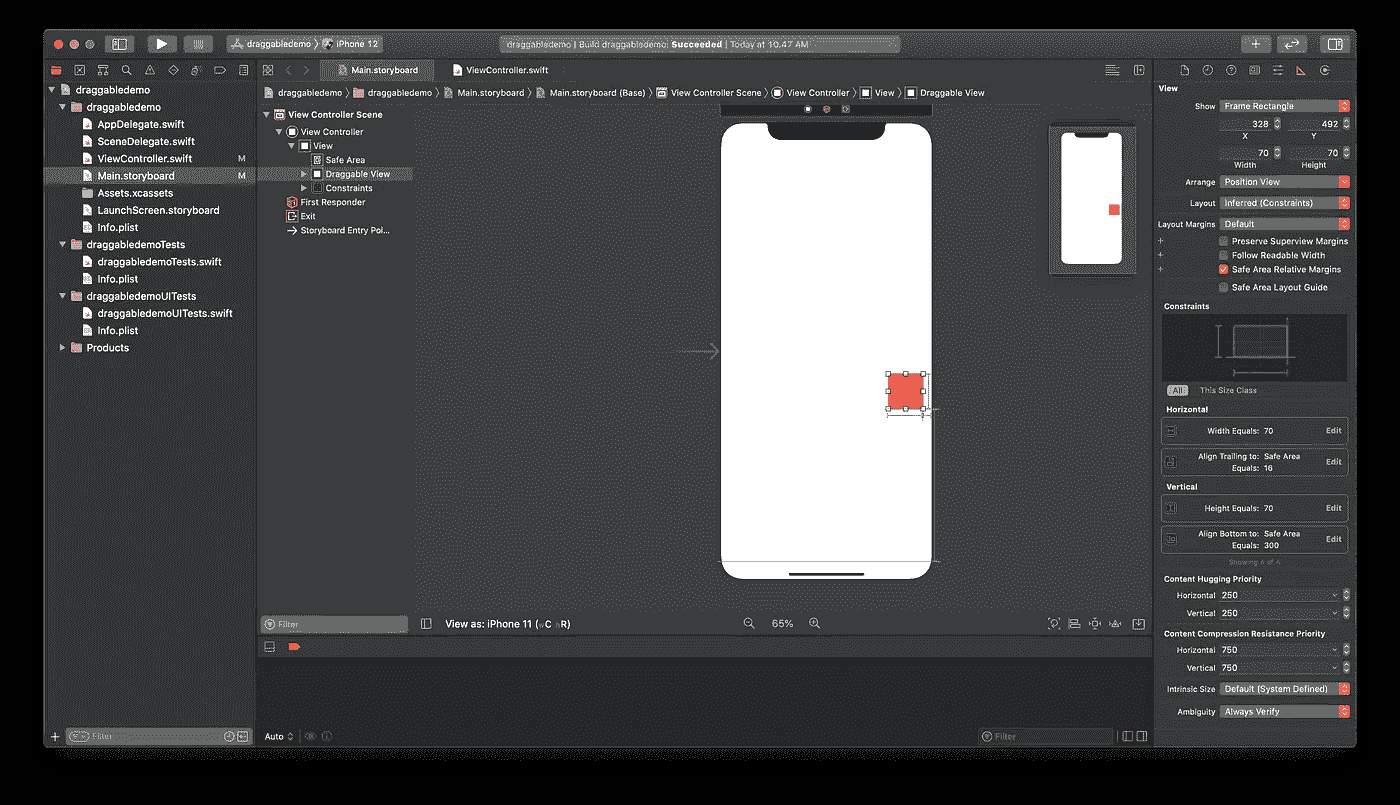 draggabledemo 〉 iPhone 12
draggabledemo | Build draggabledemo: Succeeded | Today at 10.47 AM
Main.storyboard
ViewController.swift
draggabledemo 〉 draggabledemo 〉 Main.storyboard 〉 Main.storyboard (Base) 〉 View Controller Scene 〉 View Controller 〉 View 〉 Draggable View
draggabledemo
draggabledemo
AppDelegate.swift
SceneDelegate.swift
ViewController.swift M
Main.storyboard M
Assets.xcassets
LaunchScreen.storyboard
Info.plist
draggabledemoTests
draggabledemoTests.swift
Info.plist
draggabledemoUITests
draggabledemoUITests.swift
Info.plist
Products
Filter
View Controller Scene
View Controller
View
Safe Area
Draggable View
Constraints
First Responder
Exit
Storyboard Entry Poi...
Filter
View as: iPhone 11 (wC hR)
65%
Auto
Filter
View
Show Frame Rectangle
328 492
X Y
70 70
Width Height
Arrange Position View
Layout Inferred (Constraints)
Layout Margins Default
Preserve Superview Margins
Follow Readable Width
Safe Area Relative Margins
Safe Area Layout Guide
Constraints
All This Size Class
Horizontal
Width Equals: 70 Edit
Align Trailing to: Safe Area
Equals: 16 Edit
Vertical
Height Equals: 70 Edit
Align Bottom to: Safe Area
Equals: 300 Edit
Showing 4 of 4
Content Hugging Priority
Horizontal 250
Vertical 250
Content Compression Resistance Priority
Horizontal 750
Vertical 750
Intrinsic Size Default (System Defined)
Ambiguity Always Verify